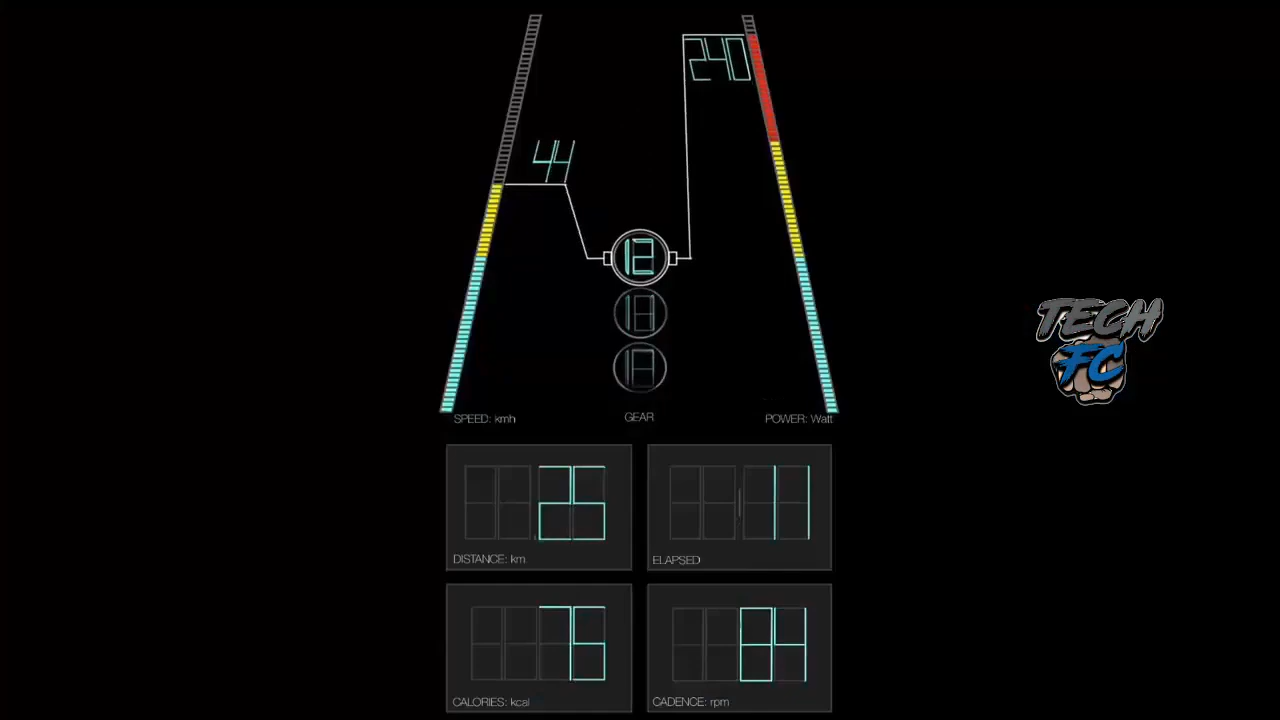 240
44
12
TECH
FC
SPEED: kmh
GEAR
POWER: Watt
25
11
DISTANCE: km
ELAPSED
84
CALORIES: kcal
CADENCE: rpm